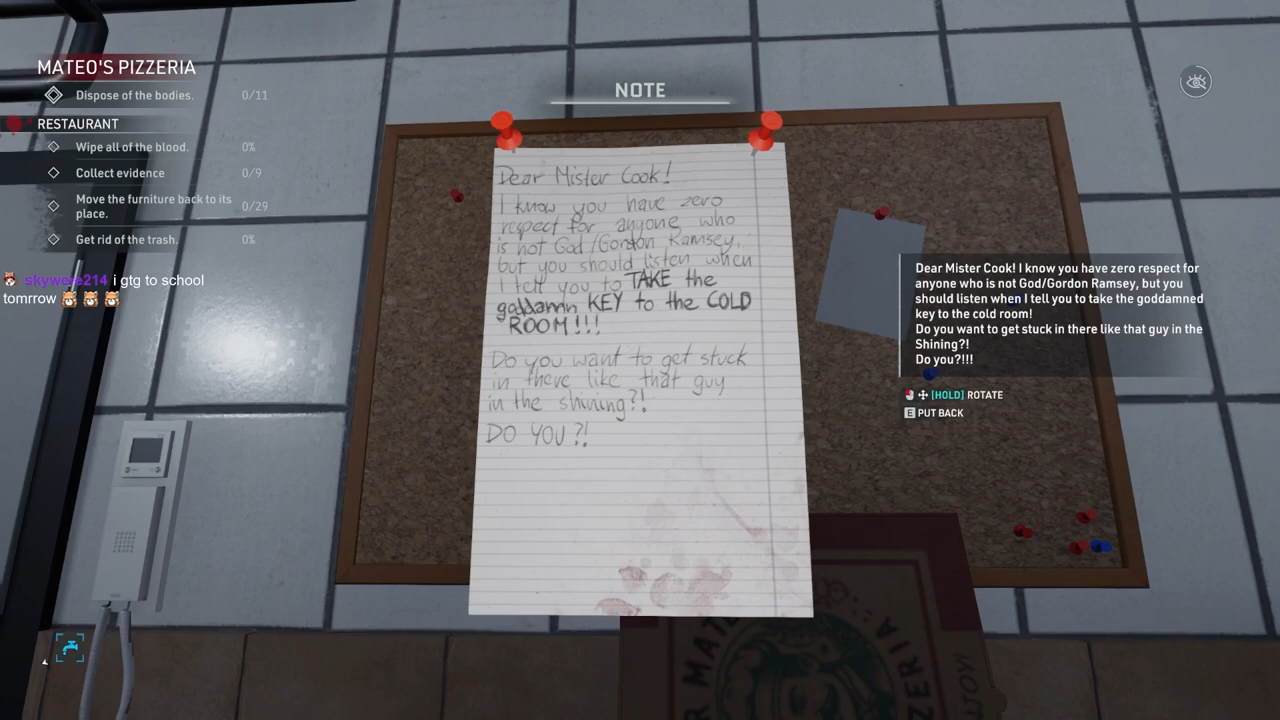 MATEO'S PIZZERIA
Dispose of the bodies. 0/11
RESTAURANT
Wipe all of the blood. 0%
Collect evidence 0/9
Move the furniture back to its
place. 0/29
Get rid of the trash. 0%
skywere214 i gtg to school
tomrrow
NOTE
Dear Mister Cook!
I know you have zero
respect for anyone who
is not God/Gordon Ramsey,
but you should listen when
I tell you to TAKE the
goddamn KEY to the COLD
ROOM!!!
Do you want to get stuck
in there like that guy
in the shining?!
DO YOU?!
Dear Mister Cook! I know you have zero respect for
anyone who is not God/Gordon Ramsey, but you
should listen when I tell you to take the goddamned
key to the cold room!
Do you want to get stuck in there like that guy in the
Shining?!
Do you?!!!
[HOLD] ROTATE
E PUT BACK